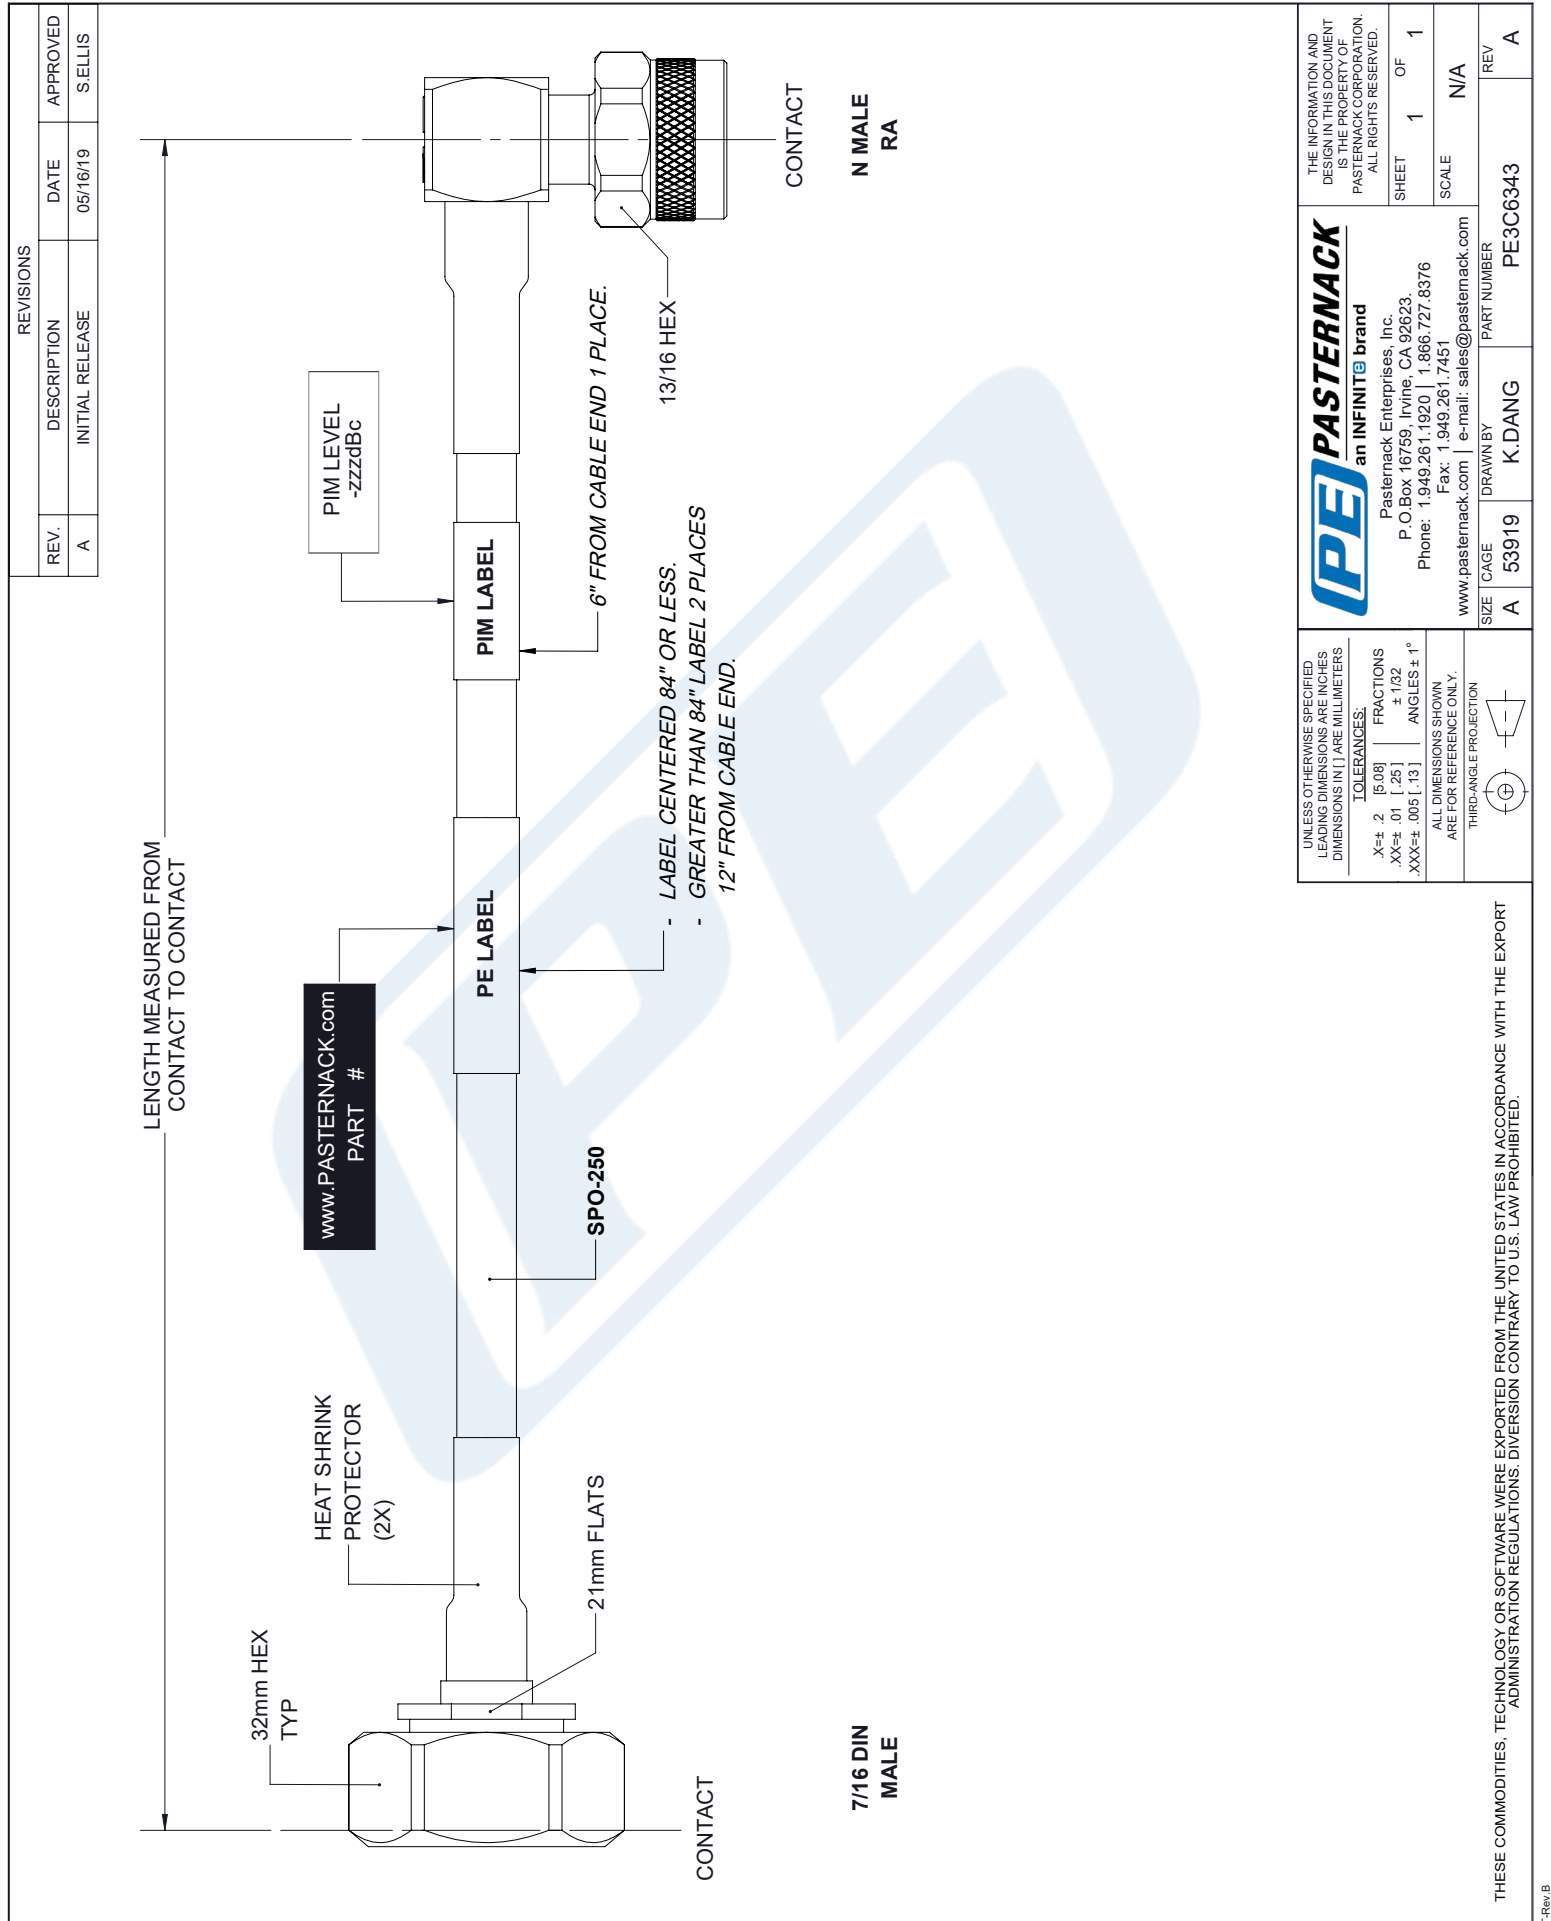 REVISIONS
REV. DESCRIPTION DATE APPROVED
A INITIAL RELEASE 05/16/19 S.ELLIS
LENGTH MEASURED FROM
CONTACT TO CONTACT
32mm HEX
TYP
HEAT SHRINK
PROTECTOR
(2X)
www.PASTERNACK.com
PART #
PIM LEVEL
-zzzdBc
PE LABEL
PIM LABEL
21mm FLATS
SPO-250
6" FROM CABLE END 1 PLACE.
- LABEL CENTERED 84" OR LESS.
- GREATER THAN 84" LABEL 2 PLACES
12" FROM CABLE END.
13/16 HEX
CONTACT
CONTACT
7/16 DIN
MALE
N MALE
RA
PE
THESE COMMODITIES, TECHNOLOGY OR SOFTWARE WERE EXPORTED FROM THE UNITED STATES IN ACCORDANCE WITH THE EXPORT
ADMINISTRATION REGULATIONS. DIVERSION CONTRARY TO U.S. LAW PROHIBITED.
UNLESS OTHERWISE SPECIFIED
LEADING DIMENSIONS ARE INCHES
DIMENSIONS IN [ ] ARE MILLIMETERS
TOLERANCES:
.X=± .2 [5.08] FRACTIONS
.XX=± .01 [.25] ± 1/32
.XXX=± .005 [.13] ANGLES ± 1°
ALL DIMENSIONS SHOWN
ARE FOR REFERENCE ONLY.
THIRD-ANGLE PROJECTION
PE PASTERNACK
an INFINITe brand
Pasternack Enterprises, Inc.
P.O.Box 16759, Irvine, CA 92623.
Phone: 1.949.261.1920 | 1.866.727.8376
Fax: 1.949.261.7451
www.pasternack.com | e-mail: sales@pasternack.com
THE INFORMATION AND
DESIGN IN THIS DOCUMENT
IS THE PROPERTY OF
PASTERNACK CORPORATION.
ALL RIGHTS RESERVED.
SHEET 1 OF 1
SCALE N/A
SIZE A
CAGE 53919
DRAWN BY K.DANG
PART NUMBER PE3C6343
REV A
-Rev.B